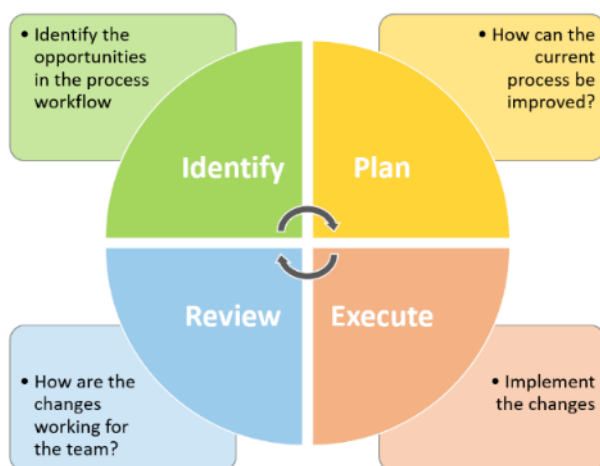 • Identify the
opportunities
in the process
workflow
• How can the
current
process be
improved?
Identify
Plan
Review
Execute
• How are the
changes
working for
the team?
• Implement
the changes